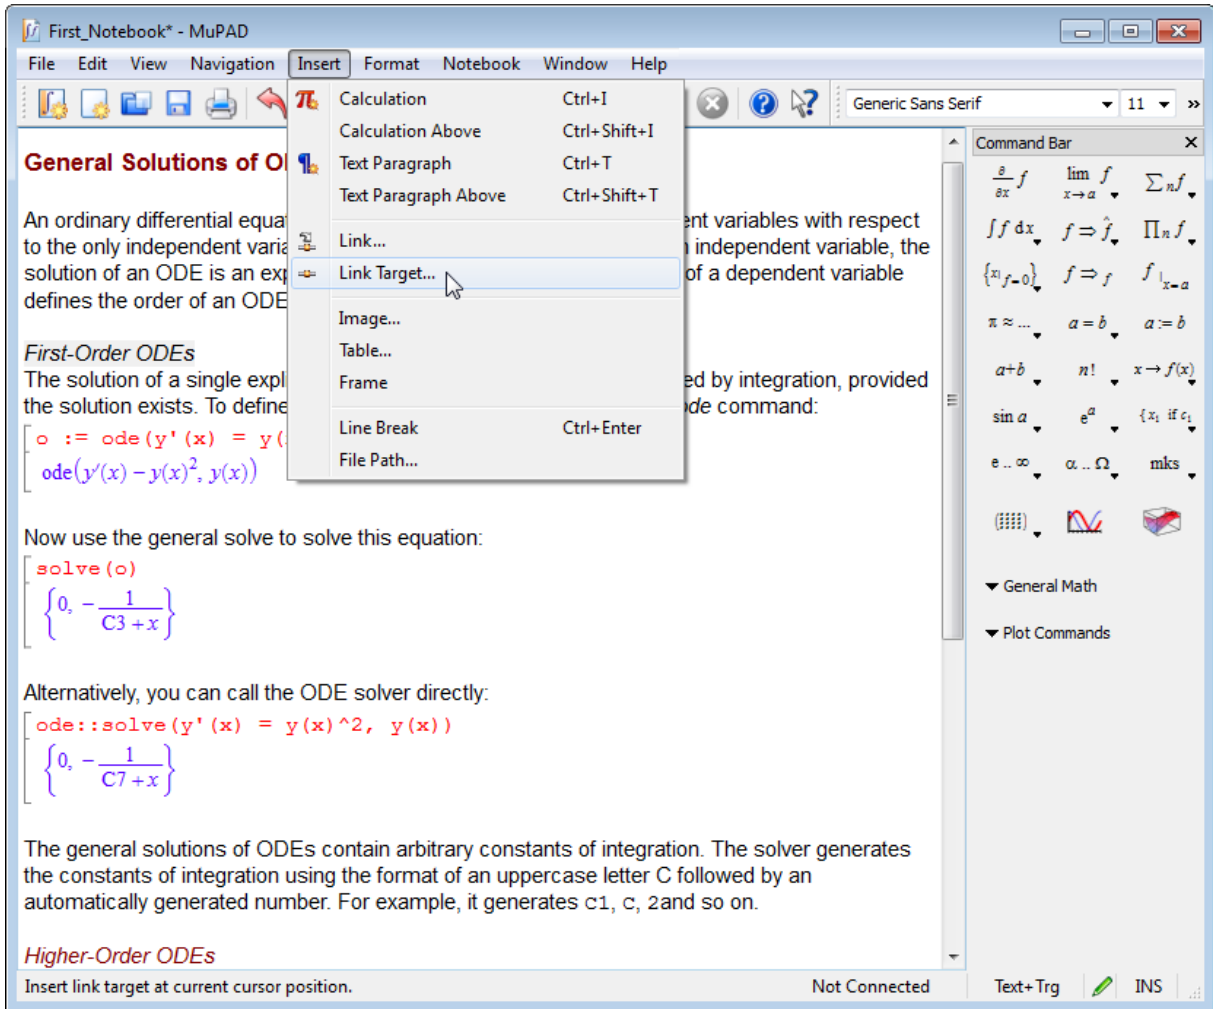 First_Notebook* - MuPAD
File Edit View Navigation Insert Format Notebook Window Help
Generic Sans Serif 11 »
Calculation Ctrl+I
Calculation Above Ctrl+Shift+I
Text Paragraph Ctrl+T
Text Paragraph Above Ctrl+Shift+T
Link...
Link Target...
Image...
Table...
Frame
Line Break Ctrl+Enter
File Path...
General Solutions of
An ordinary differential ent variables with respect
to the only independent independent variable, the
solution of an ODE is an of a dependent variable
defines the order of an ODE
First-Order ODEs
The solution of a single ed by integration, provided
the solution exists. To define command:
o := ode(y'(x) = y(
ode(y′(x) − y(x)², y(x))
Now use the general solve to solve this equation:
solve(o)
{0, − 1/(C3 + x)}
Alternatively, you can call the ODE solver directly:
ode::solve(y'(x) = y(x)^2, y(x))
{0, − 1/(C7 + x)}
The general solutions of ODEs contain arbitrary constants of integration. The solver generates
the constants of integration using the format of an uppercase letter C followed by an
automatically generated number. For example, it generates C1, C, 2and so on.
Higher-Order ODEs
Command Bar
∂/∂x f lim x→a f Σn f
∫f dx f ⇒ f̂ ∏n f
{x|f=0} f ⇒ f f |x=a
π ≈ ... a = b a := b
a+b n! x → f(x)
sin a eᵃ {x₁ if c₁
e .. ∞ α .. Ω mks
General Math
Plot Commands
Insert link target at current cursor position. Not Connected Text+Trg INS